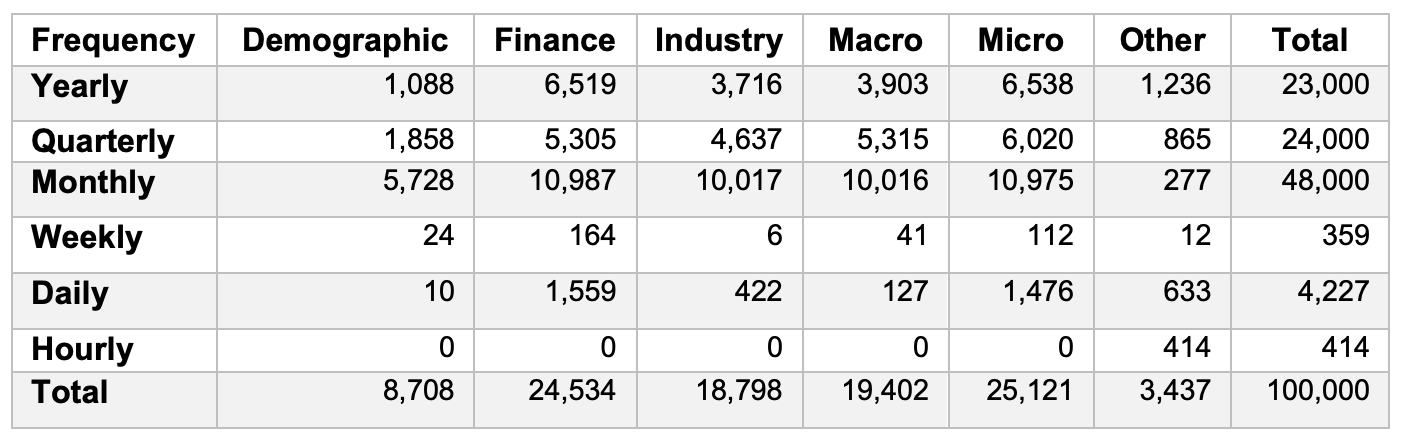 Frequency Demographic Finance Industry Macro Micro Other Total
Yearly 1,088 6,519 3,716 3,903 6,538 1,236 23,000
Quarterly 1,858 5,305 4,637 5,315 6,020 865 24,000
Monthly 5,728 10,987 10,017 10,016 10,975 277 48,000
Weekly 24 164 6 41 112 12 359
Daily 10 1,559 422 127 1,476 633 4,227
Hourly 0 0 0 0 0 414 414
Total 8,708 24,534 18,798 19,402 25,121 3,437 100,000